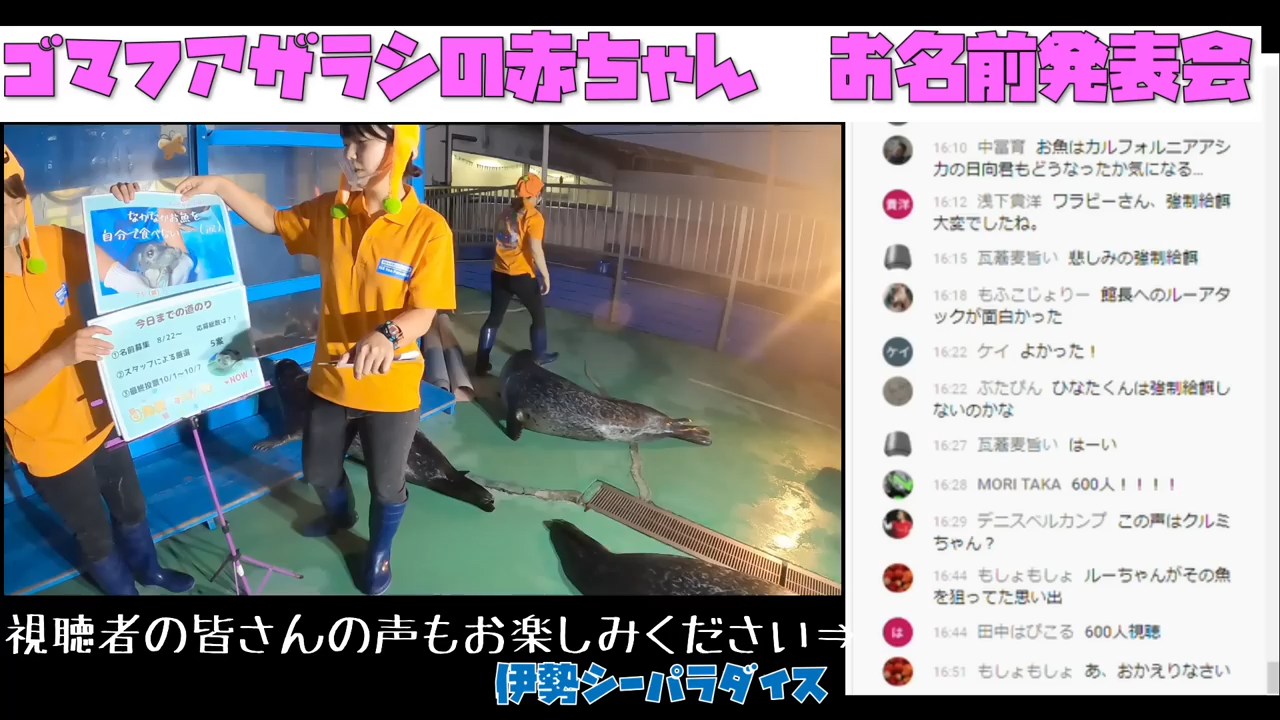 ゴマフアザラシの赤ちゃん　お名前発表会
なかなかお魚を
自分で食べない
今日までの道のり
応募総数は？！
①名前募集 8/22～
②スタッフによる厳選 5案
③最終投票10/1～10/7
NOW!
16:10 中冨育 お魚はカルフォルニアアシ
カの日向君もどうなったか気になる...
16:12 浅下貴洋 ワラビーさん、強制給餌
大変でしたね。
16:15 瓦蕎麦旨い 悲しみの強制給餌
16:18 もふこじょりー 館長へのルーアタ
ックが面白かった
16:22 ケイ よかった！
16:22 ぶたぴん ひなたくんは強制給餌し
ないのかな
16:27 瓦蕎麦旨い はーい
16:28 MORI TAKA 600人！！！！
16:29 デニスベルカンプ この声はクルミ
ちゃん？
16:44 もしょもしょ ルーちゃんがその魚
を狙ってた思い出
16:44 田中はぴこる 600人視聴
16:51 もしょもしょ あ、おかえりなさい
貴洋
ケイ
は
視聴者の皆さんの声もお楽しみください⇒
伊勢シーパラダイス